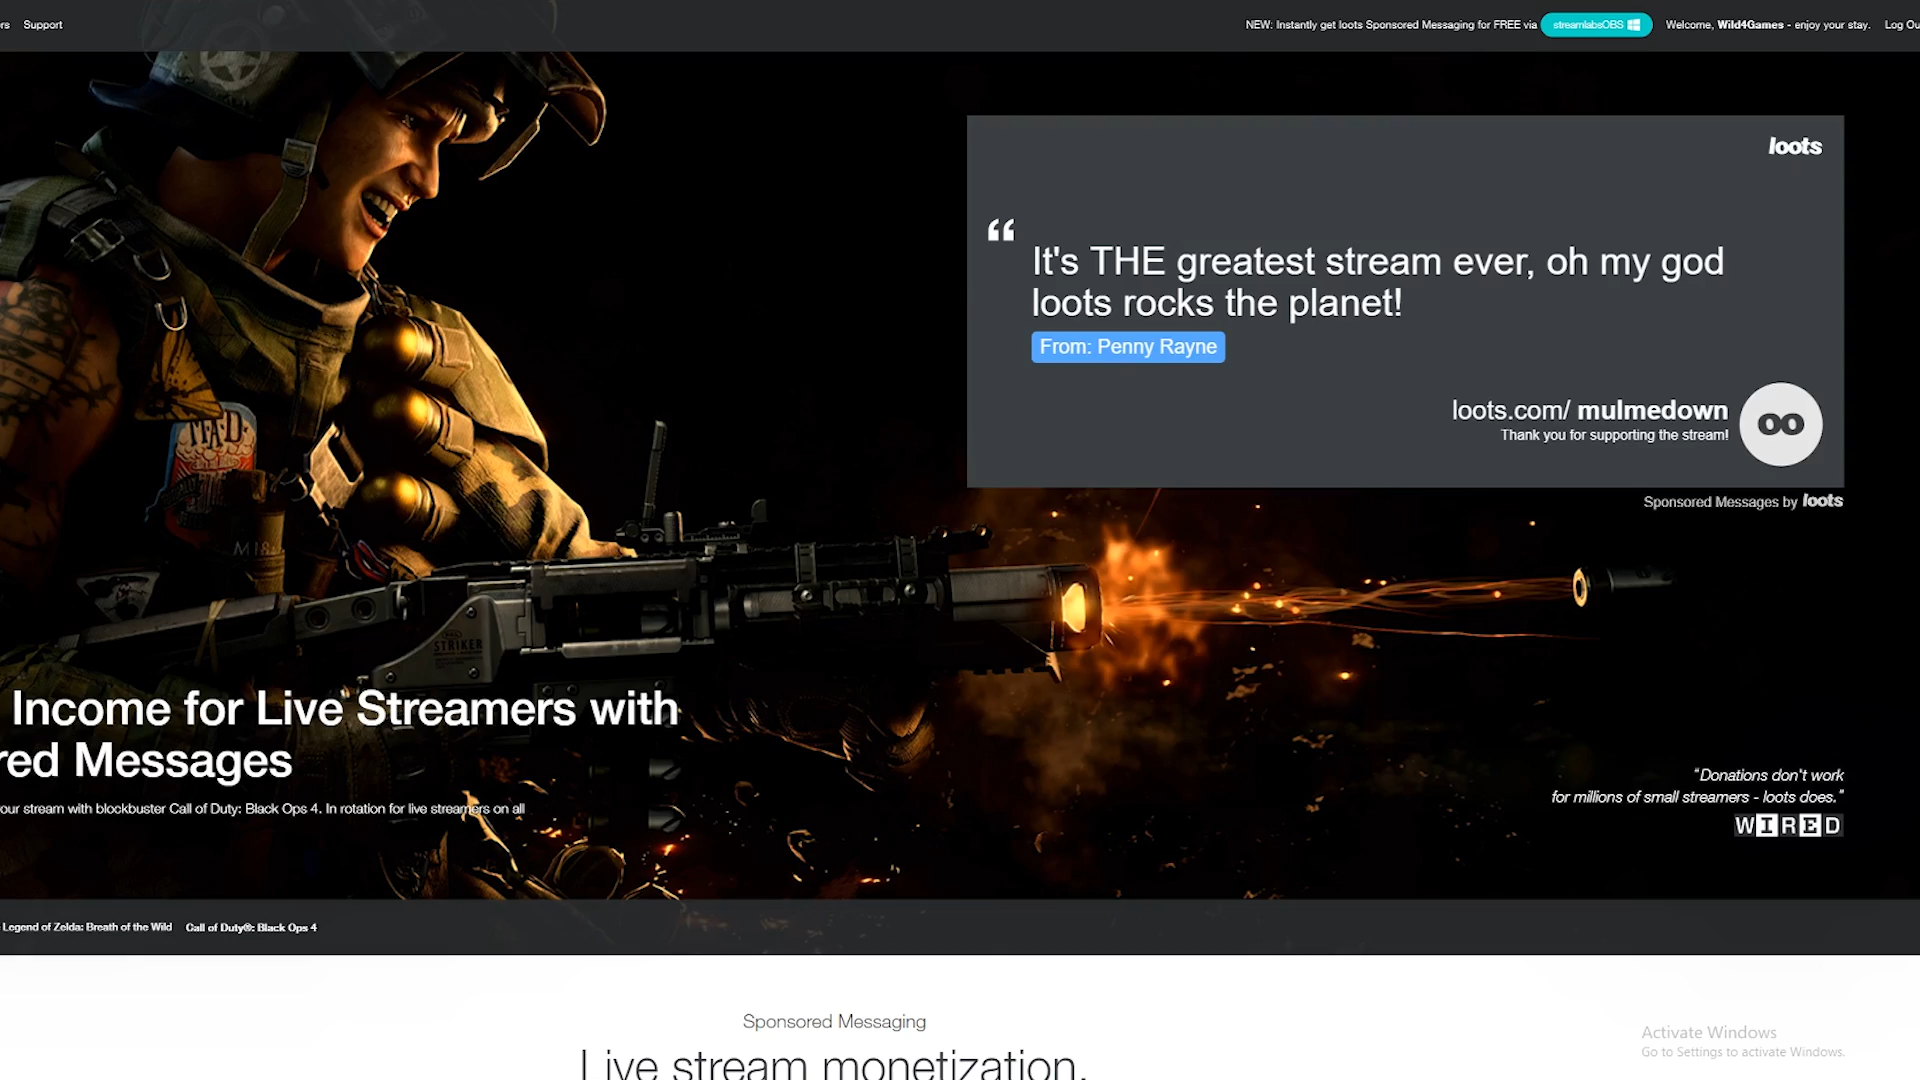 rs Support
NEW: Instantly get loots Sponsored Messaging for FREE via streamlabsOBS Welcome, Wild4Games - enjoy your stay. Log Ou
loots
“
It's THE greatest stream ever, oh my god
loots rocks the planet!
From: Penny Rayne
loots.com/ mulmedown
Thank you for supporting the stream!
Sponsored Messages by loots
M.A.D
M18
STRIKER
Income for Live Streamers with
red Messages
our stream with blockbuster Call of Duty: Black Ops 4. In rotation for live streamers on all
"Donations don't work
for millions of small streamers - loots does."
WIRED
Legend of Zelda: Breath of the Wild Call of Duty®: Black Ops 4
Sponsored Messaging
Live stream monetization.
Activate Windows
Go to Settings to activate Windows.